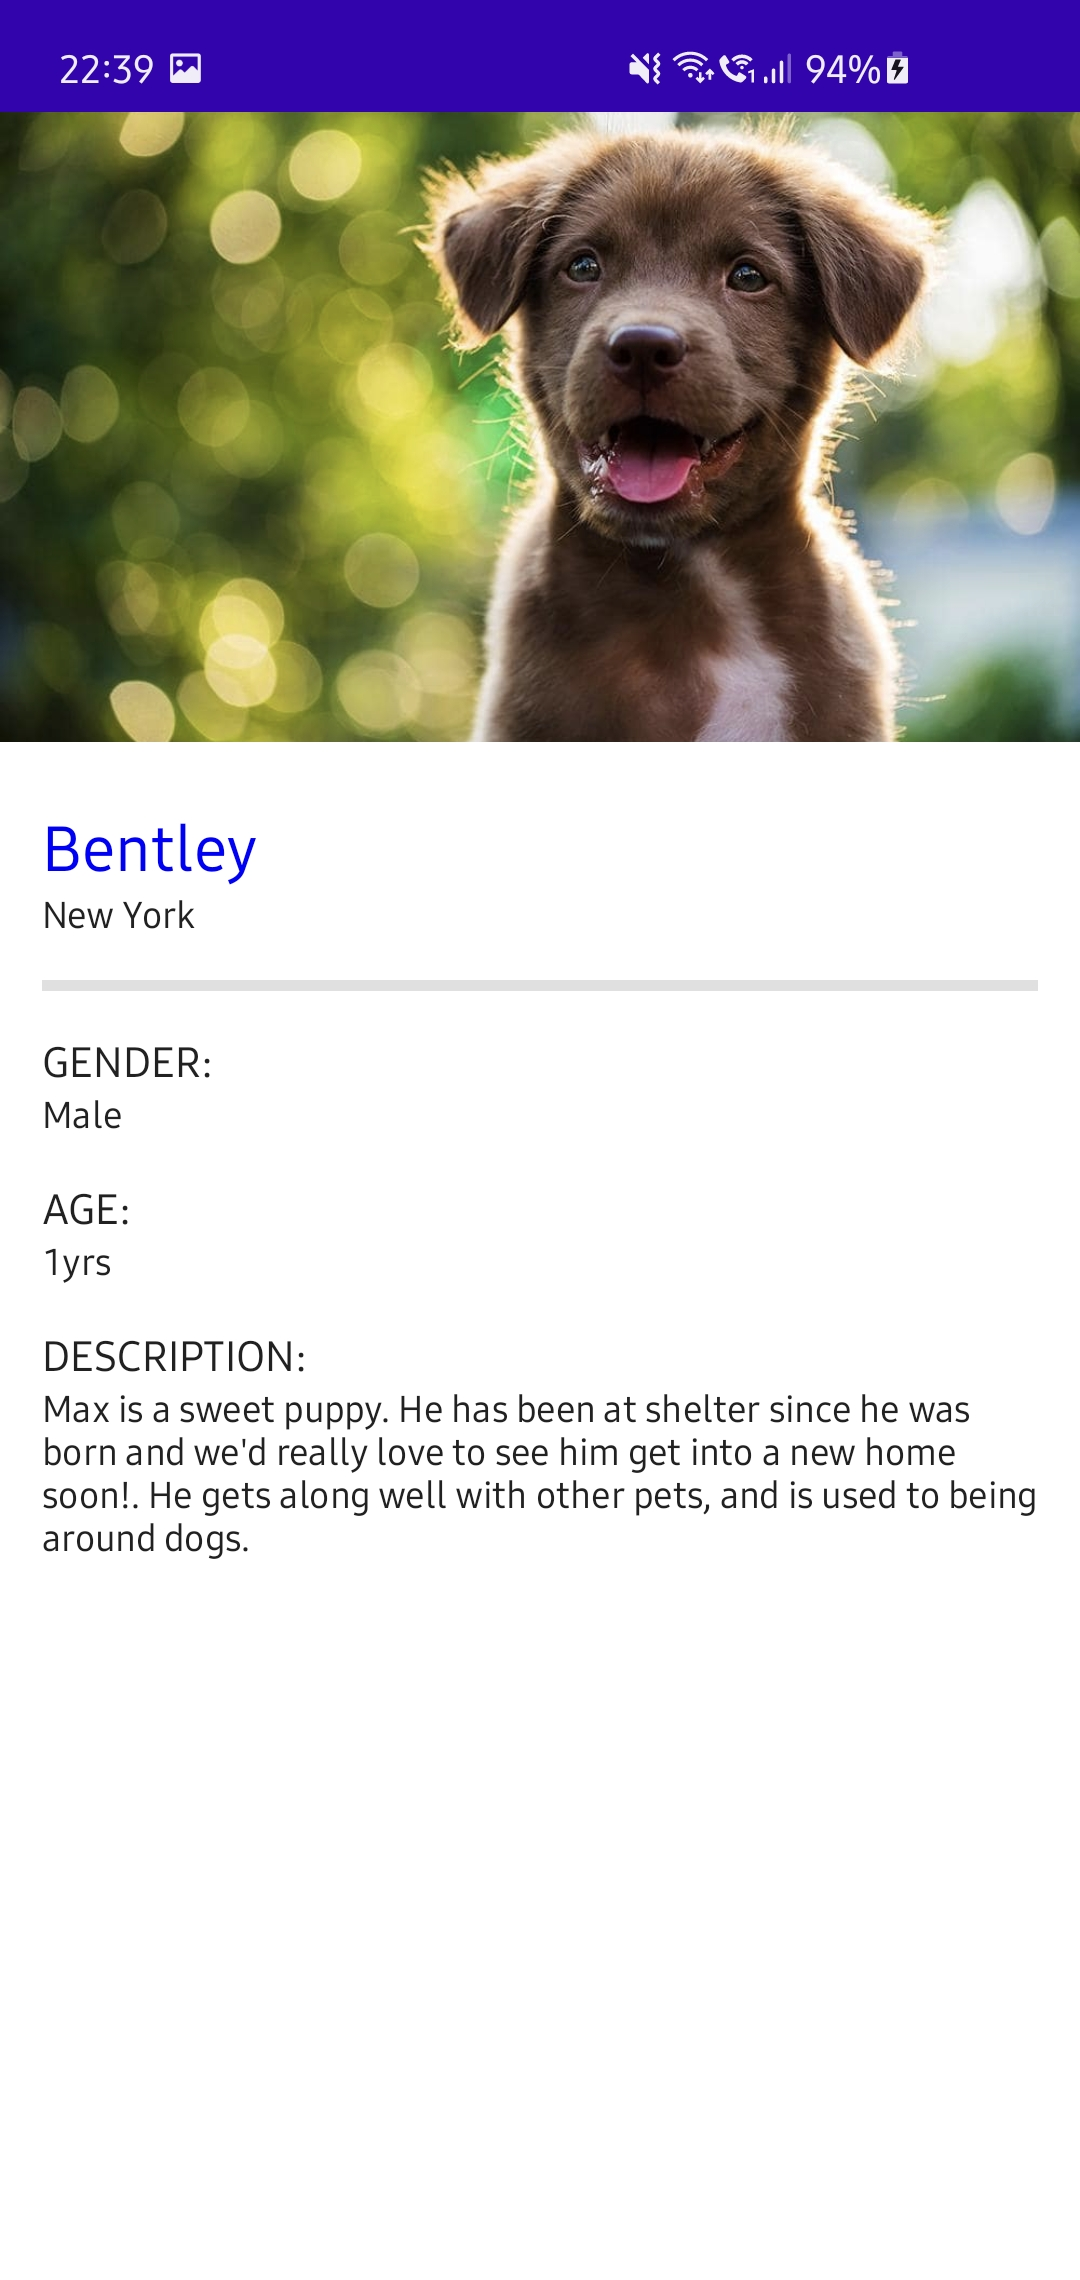 22:39 94%
Bentley
New York
GENDER:
Male
AGE:
1yrs
DESCRIPTION:
Max is a sweet puppy. He has been at shelter since he was
born and we'd really love to see him get into a new home
soon!. He gets along well with other pets, and is used to being
around dogs.